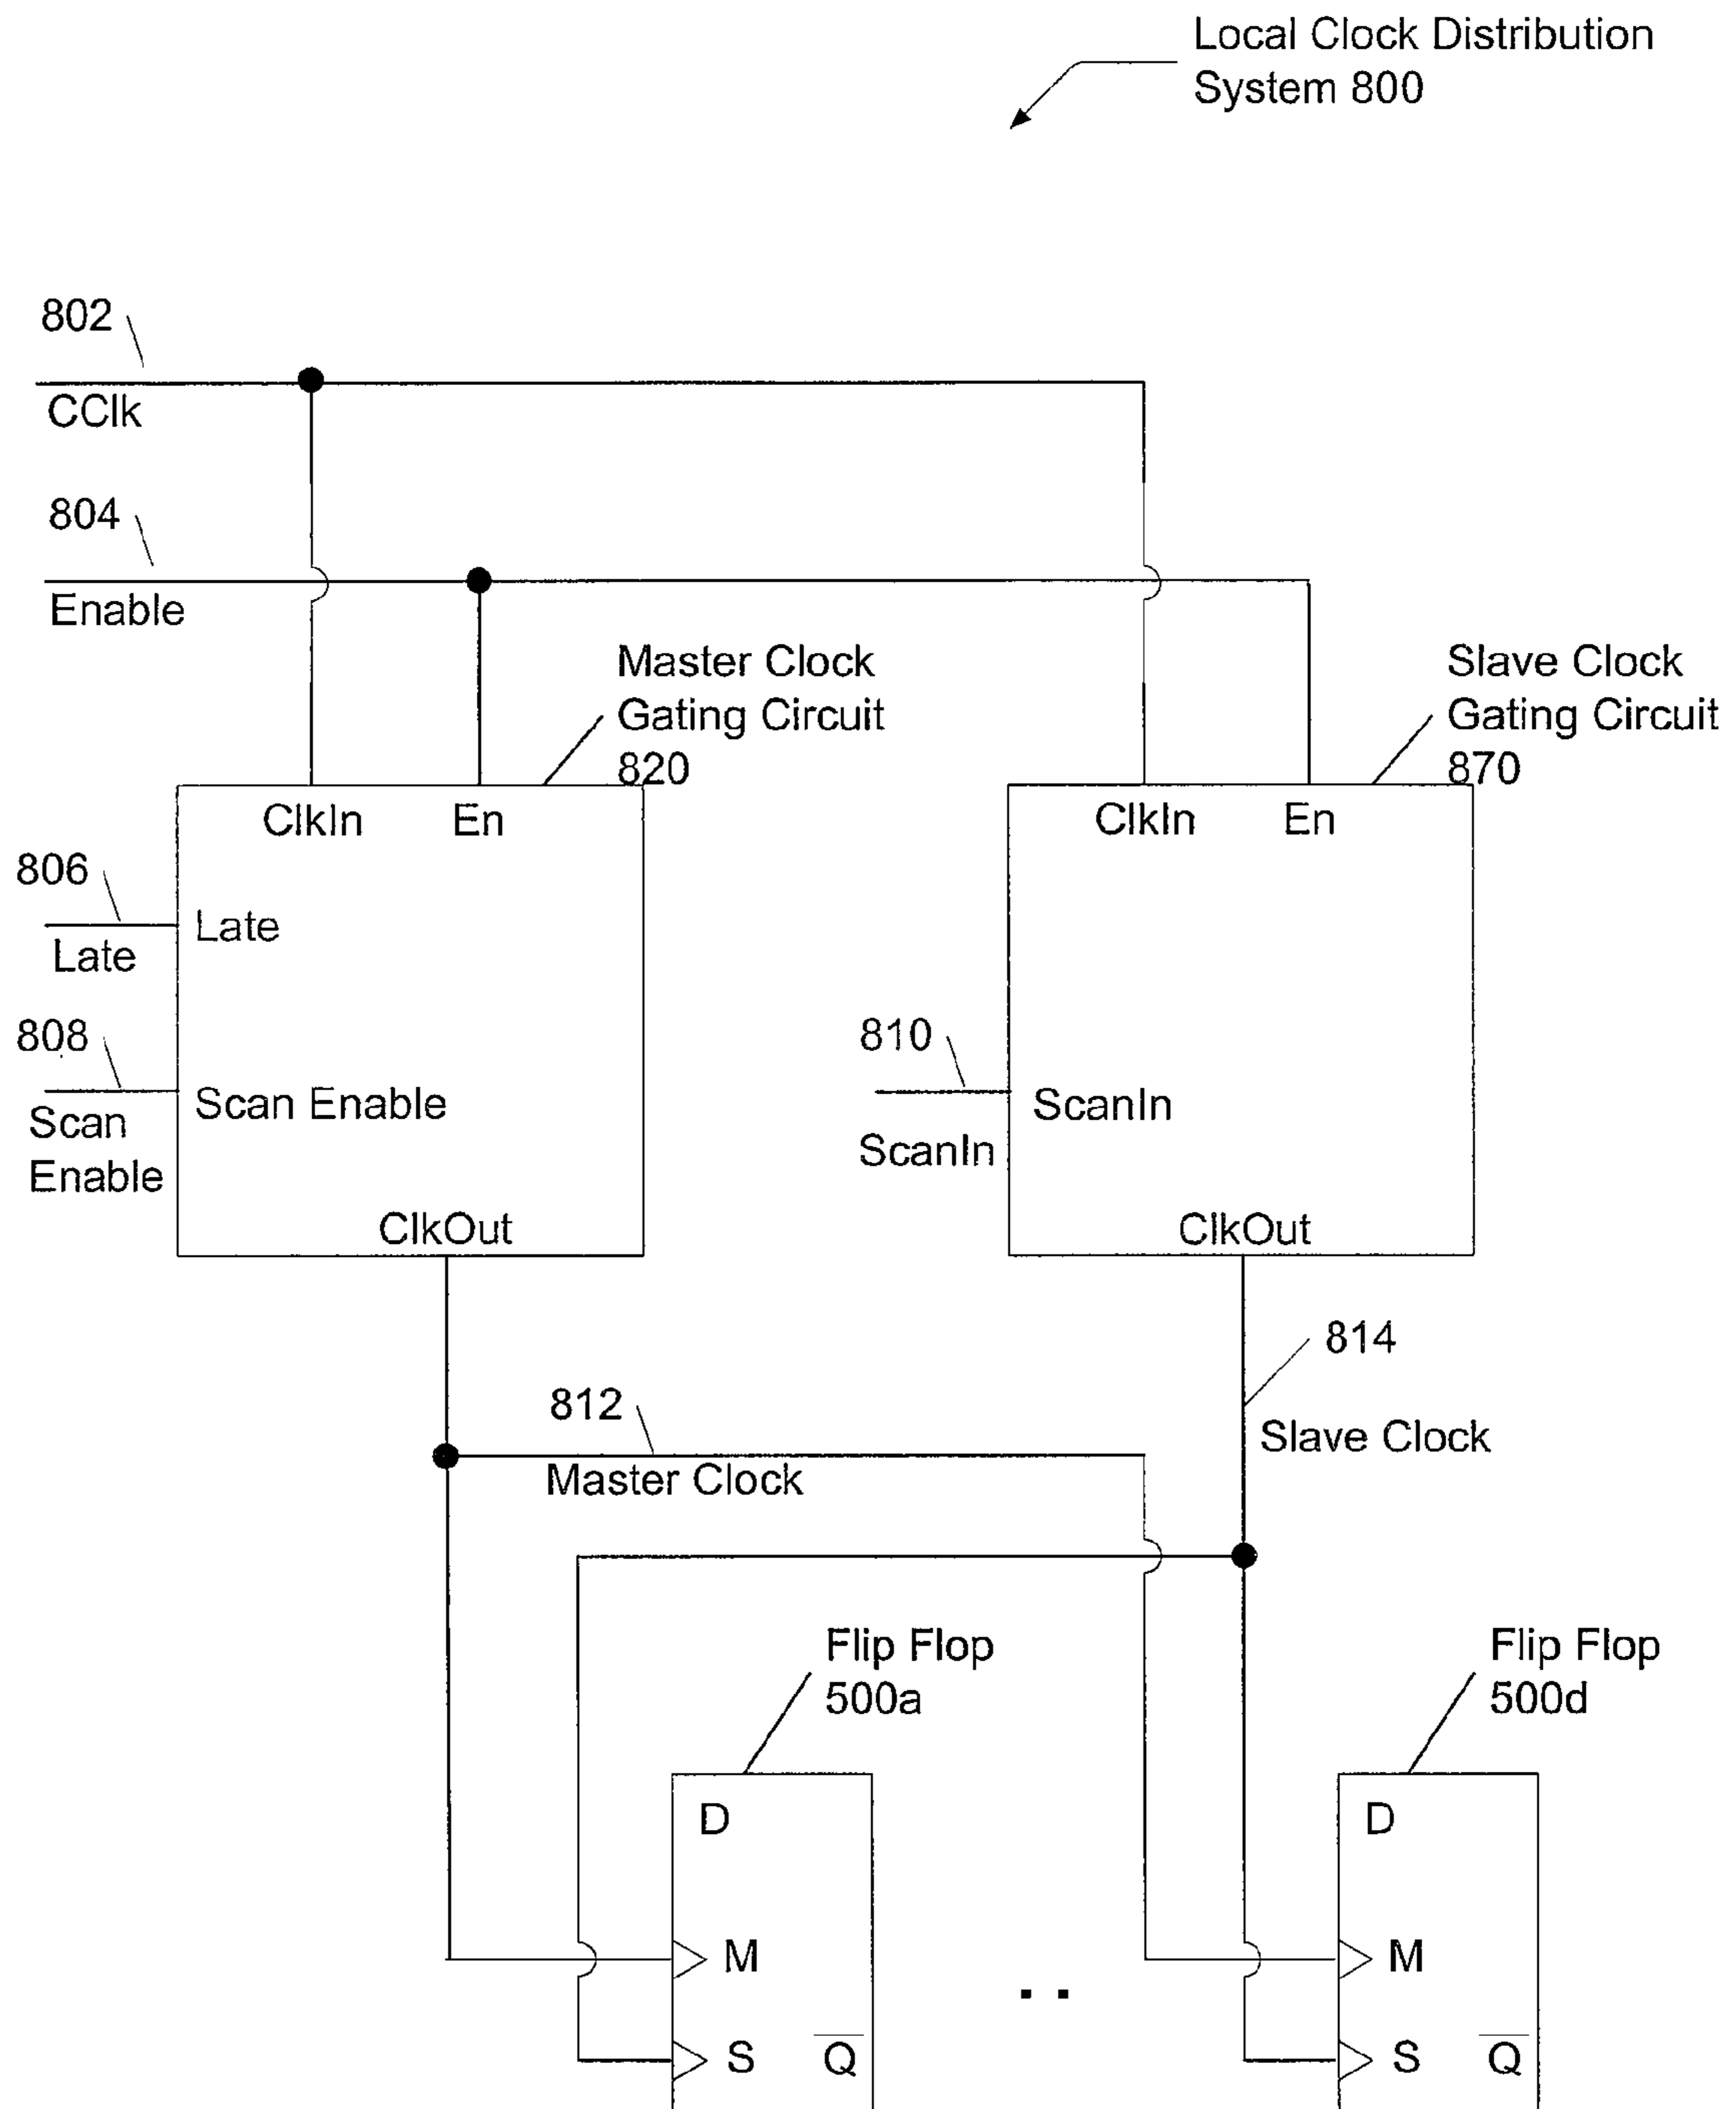 Local Clock Distribution
System 800
802
CClk
804
Enable
Master Clock
Gating Circuit
820
Slave Clock
Gating Circuit
870
ClkIn
En
ClkIn
En
806
Late
Late
808
Scan Enable
Scan
Enable
810
ScanIn
ScanIn
ClkOut
ClkOut
814
812
Slave Clock
Master Clock
Flip Flop
500a
Flip Flop
500d
D
D
M
M
. .
S
Q
S
Q